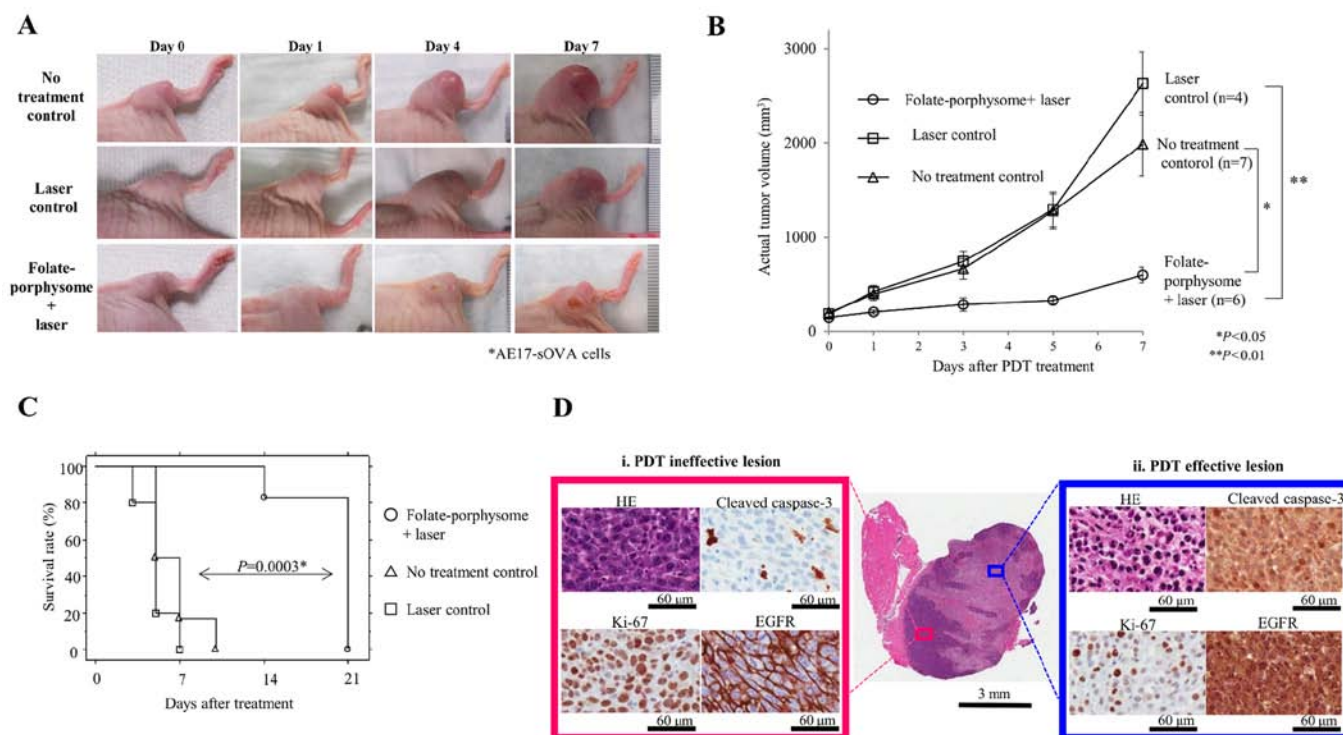 A
Day 0 Day 1 Day 4 Day 7
No
treatment
control
Laser
control
Folate-
porphysome
+
laser
*AE17-sOVA cells
B
Actual tumor volume (mm³)
3000
2000
1000
0
0 1 3 5 7
Days after PDT treatment
Folate-porphysome+ laser
Laser control
No treatment control
Laser
control (n=4)
No treatment
contorol (n=7)
Folate-
porphysome
+ laser (n=6)
*
**
*P<0.05
**P<0.01
C
Survival rate (%)
100
80
60
40
20
0
0 7 14 21
Days after treatment
P=0.0003*
Folate-porphysome
+ laser
No treatment control
Laser control
D
i. PDT ineffective lesion
HE Cleaved caspase-3
60 μm 60 μm
Ki-67 EGFR
60 μm 60 μm
3 mm
ii. PDT effective lesion
HE Cleaved caspase-3
60 μm 60 μm
Ki-67 EGFR
60 μm 60 μm